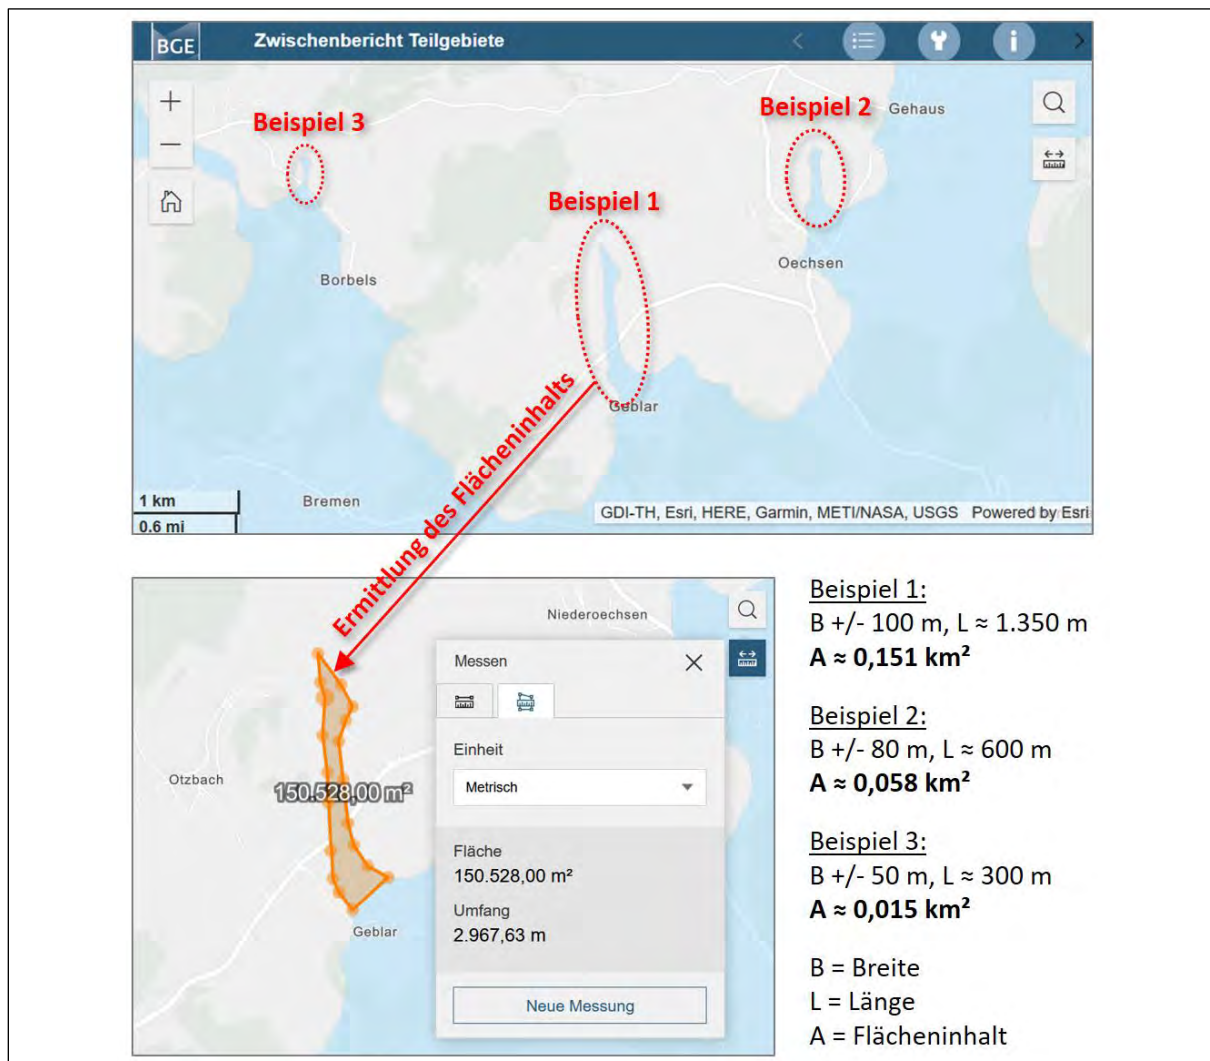 BGE
Zwischenbericht Teilgebiete
Beispiel 3
Beispiel 2
Gehaus
Beispiel 1
Borbels
Oechsen
Geblar
Ermittlung des Flächeninhalts
1 km
0.6 mi
Bremen
GDI-TH, Esri, HERE, Garmin, METI/NASA, USGS Powered by Esri
Niederoechsen
Otzbach
150.528,00 m²
Geblar
Messen
Einheit
Metrisch
Fläche
150.528,00 m²
Umfang
2.967,63 m
Neue Messung
Beispiel 1:
B +/- 100 m, L ≈ 1.350 m
A ≈ 0,151 km²
Beispiel 2:
B +/- 80 m, L ≈ 600 m
A ≈ 0,058 km²
Beispiel 3:
B +/- 50 m, L ≈ 300 m
A ≈ 0,015 km²
B = Breite
L = Länge
A = Flächeninhalt